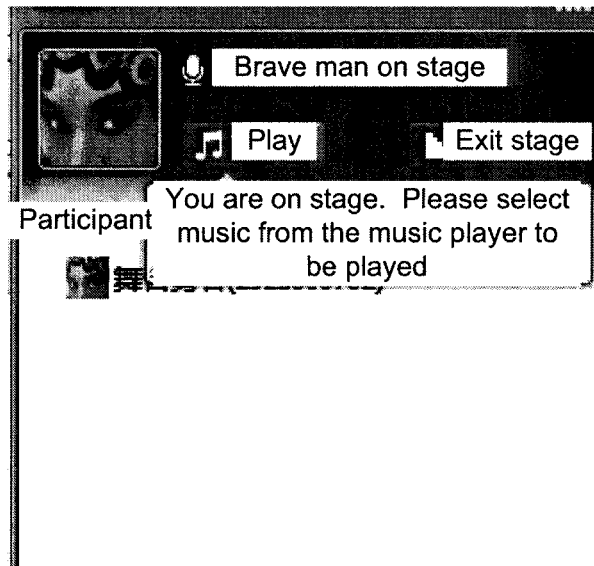 Brave man on stage
Play
Exit stage
You are on stage. Please select
music from the music player to
be played
Participant